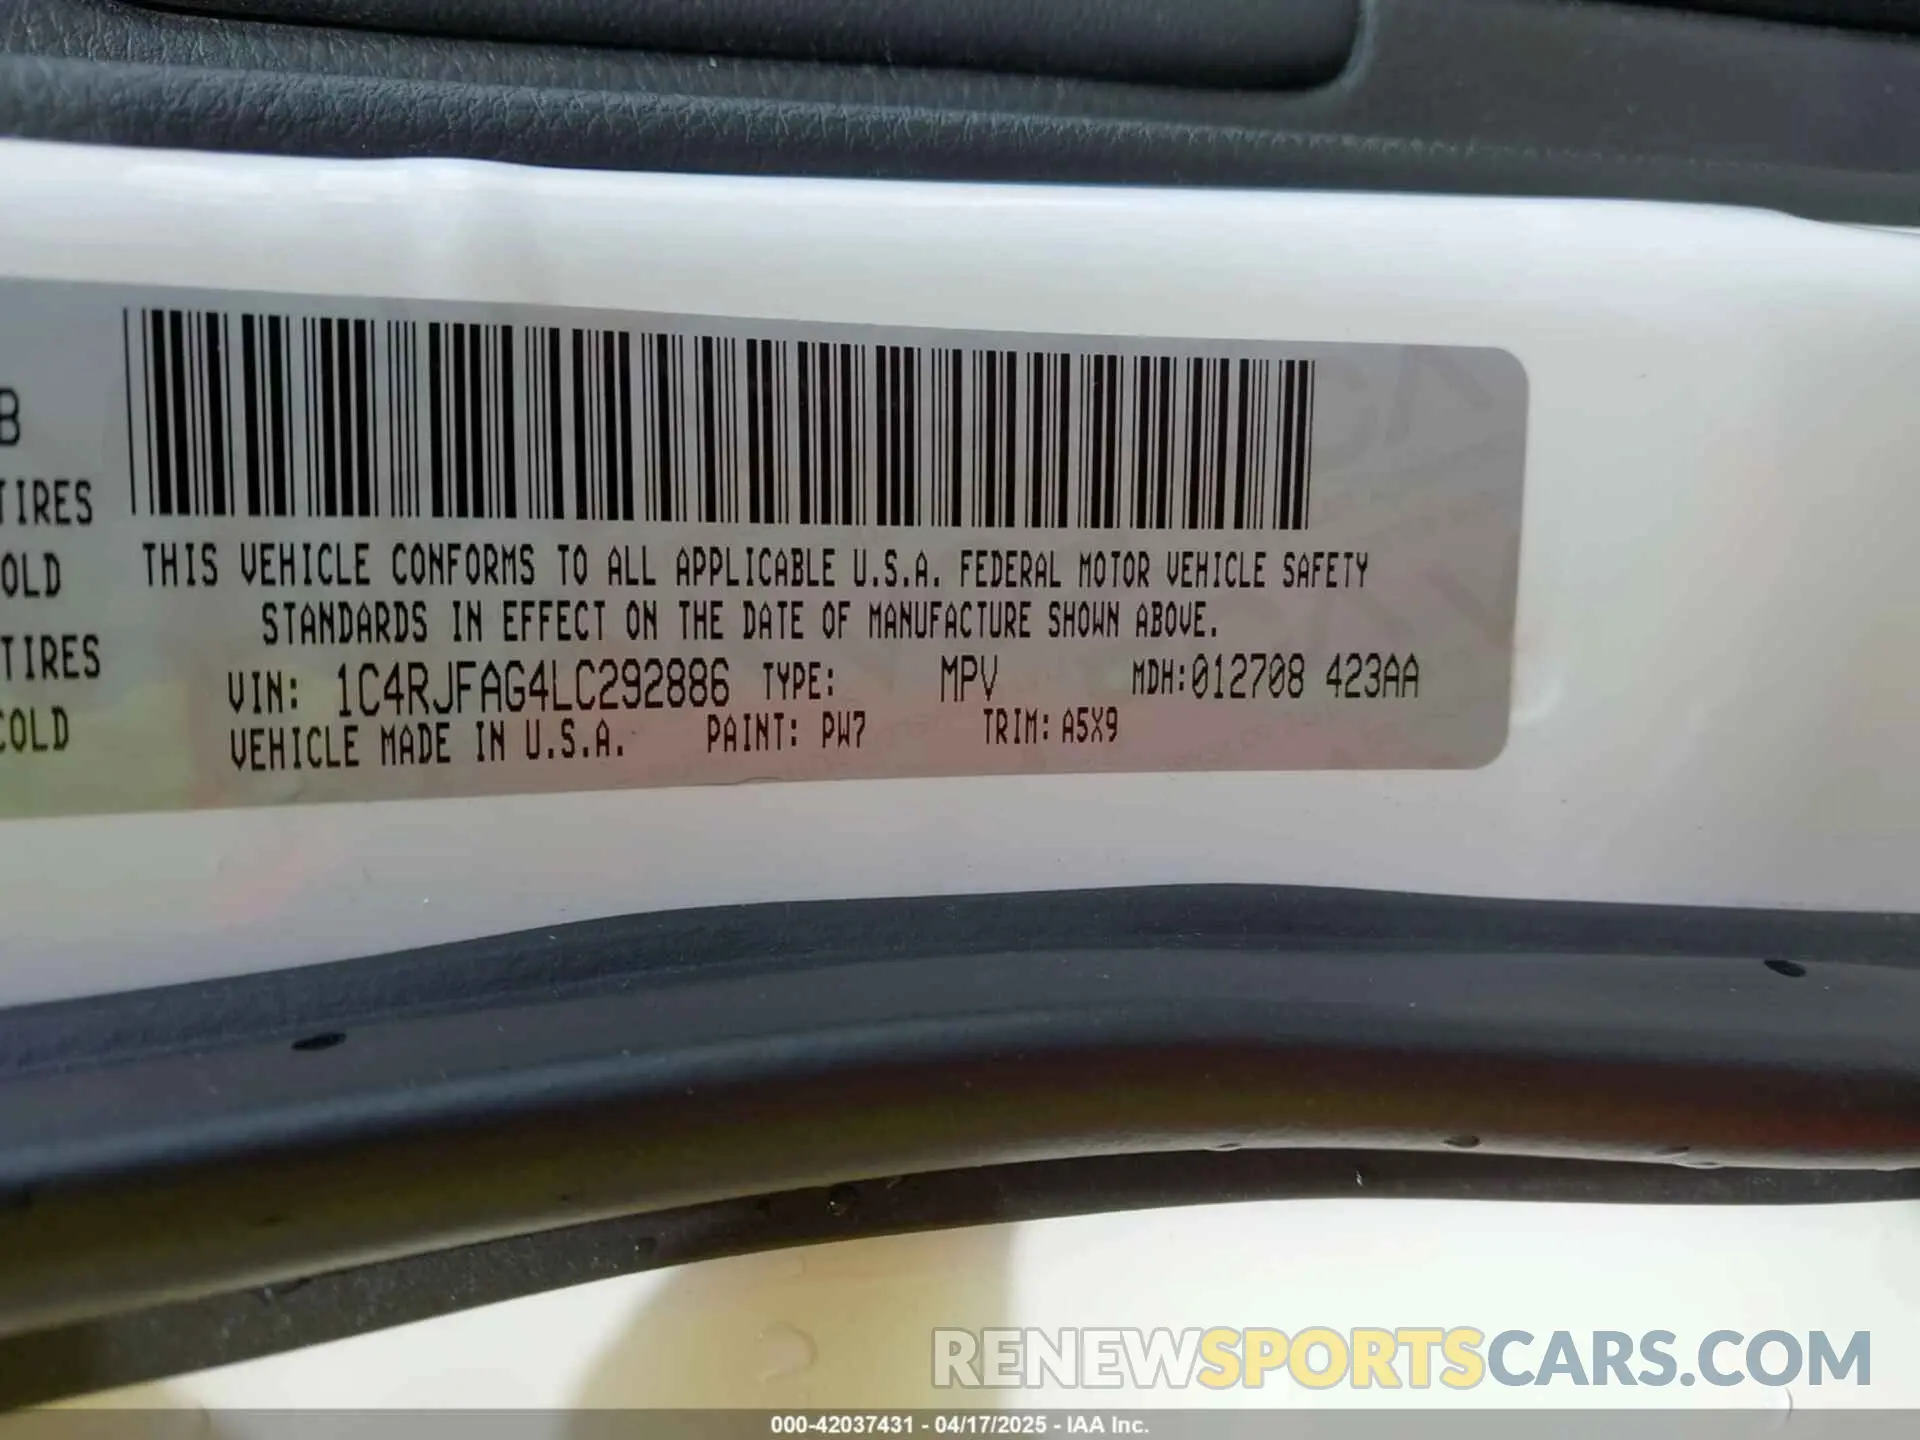 B
TIRES
OLD
TIRES
COLD
THIS VEHICLE CONFORMS TO ALL APPLICABLE U.S.A. FEDERAL MOTOR VEHICLE SAFETY
STANDARDS IN EFFECT ON THE DATE OF MANUFACTURE SHOWN ABOVE.
VIN: 1C4RJFAG4LC292886 TYPE: MPV MDH:012708 423AA
VEHICLE MADE IN U.S.A. PAINT: PW7 TRIM: A5X9
RENEWSPORTSCARS.COM
000-42037431 - 04/17/2025 - IAA Inc.